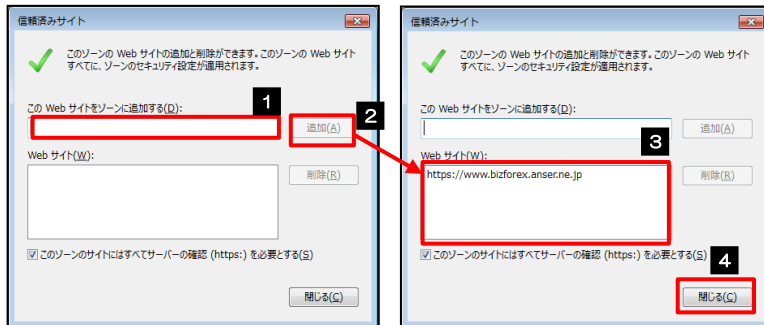 信頼済みサイト
このゾーンの Web サイトの追加と削除ができます。このゾーンの Web サイト
すべてに、ゾーンのセキュリティ設定が適用されます。
この Web サイトをゾーンに追加する(D):
1
追加(A)
2
Web サイト(W):
削除(R)
このゾーンのサイトにはすべてサーバーの確認 (https:) を必要とする(S)
閉じる(C)
信頼済みサイト
このゾーンの Web サイトの追加と削除ができます。このゾーンの Web サイト
すべてに、ゾーンのセキュリティ設定が適用されます。
この Web サイトをゾーンに追加する(D):
追加(A)
3
Web サイト(W):
https://www.bizforex.anser.ne.jp
削除(R)
このゾーンのサイトにはすべてサーバーの確認 (https:) を必要とする(S)
4
閉じる(C)